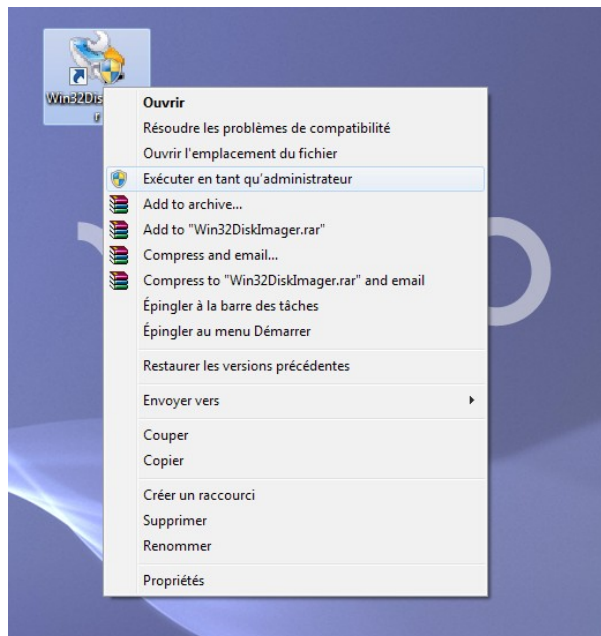 Win32Dis
r
Ouvrir
Résoudre les problèmes de compatibilité
Ouvrir l'emplacement du fichier
Exécuter en tant qu'administrateur
Add to archive...
Add to "Win32DiskImager.rar"
Compress and email...
Compress to "Win32DiskImager.rar" and email
Épingler à la barre des tâches
Épingler au menu Démarrer
Restaurer les versions précédentes
Envoyer vers
Couper
Copier
Créer un raccourci
Supprimer
Renommer
Propriétés